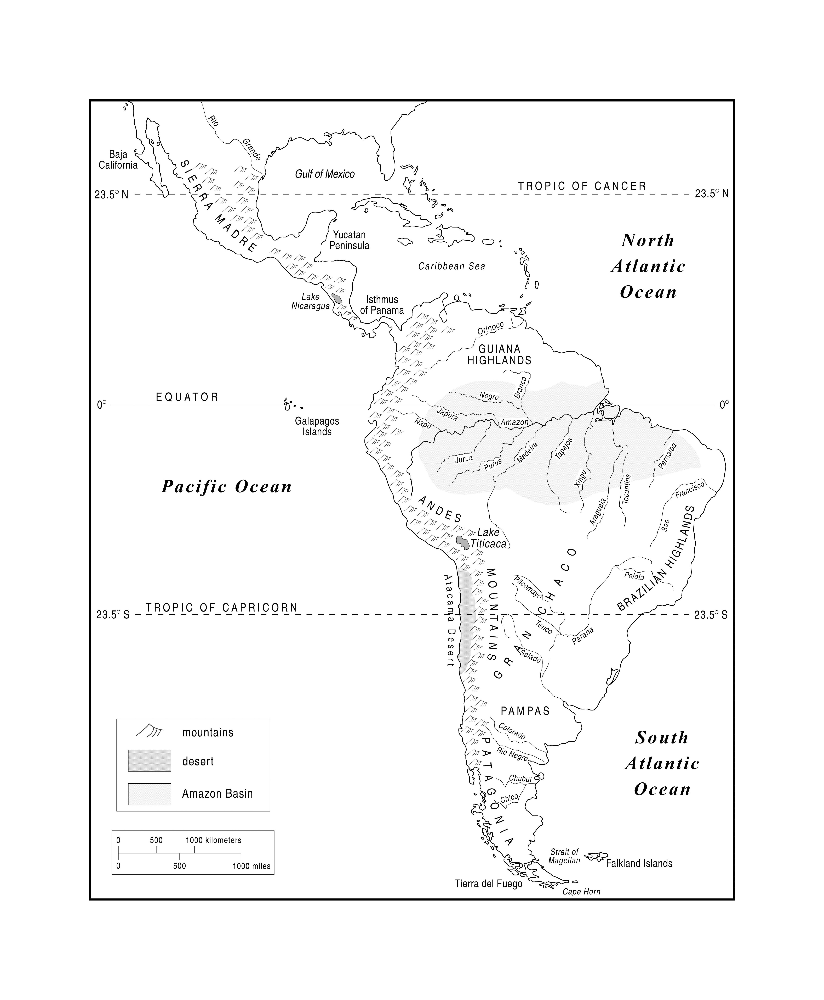 Rio
Grande
Baja
California
SIERRA MADRE
Gulf of Mexico
TROPIC OF CANCER
23.5° N
23.5° N
Yucatan
Peninsula
North
Atlantic
Ocean
Caribbean Sea
Lake
Nicaragua
Isthmus
of Panama
Orinoco
GUIANA
HIGHLANDS
Branco
Negro
EQUATOR
0°
0°
Japura
Amazon
Napo
Galapagos
Islands
Jurua
Purus
Madeira
Tapajos
Xingu
Araguaia
Tocantins
Parnaiba
Sao
Francisco
Pacific Ocean
ANDES
MOUNTAINS
Lake
Titicaca
BRAZILIAN HIGHLANDS
Atacama Desert
GRAN CHACO
Pilcomayo
Pelota
TROPIC OF CAPRICORN
23.5° S
23.5° S
Teuco
Parana
Salado
PAMPAS
Colorado
Rio Negro
PATAGONIA
Chubut
Chico
South
Atlantic
Ocean
mountains
desert
Amazon Basin
0 500 1000 kilometers
0 500 1000 miles
Strait of
Magellan
Falkland Islands
Tierra del Fuego
Cape Horn